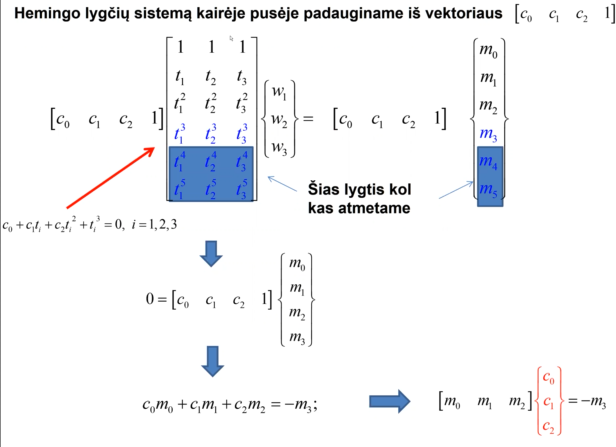 Hemingo lygčių sistemą kairėje pusėje padauginame iš vektoriaus [c₀ c₁ c₂ 1]
[c₀ c₁ c₂ 1]
1 1 1
t₁ t₂ t₃
t₁² t₂² t₃²
t₁³ t₂³ t₃³
t₁⁴ t₂⁴ t₃⁴
t₁⁵ t₂⁵ t₃⁵
w₁
w₂
w₃
=
[c₀ c₁ c₂ 1]
m₀
m₁
m₂
m₃
m₄
m₅
Šias lygtis kol
kas atmetame
c₀ + c₁tᵢ + c₂tᵢ² + tᵢ³ = 0, i = 1, 2, 3
0 = [c₀ c₁ c₂ 1]
m₀
m₁
m₂
m₃
c₀m₀ + c₁m₁ + c₂m₂ = −m₃;
[m₀ m₁ m₂]
c₀
c₁
c₂
= −m₃